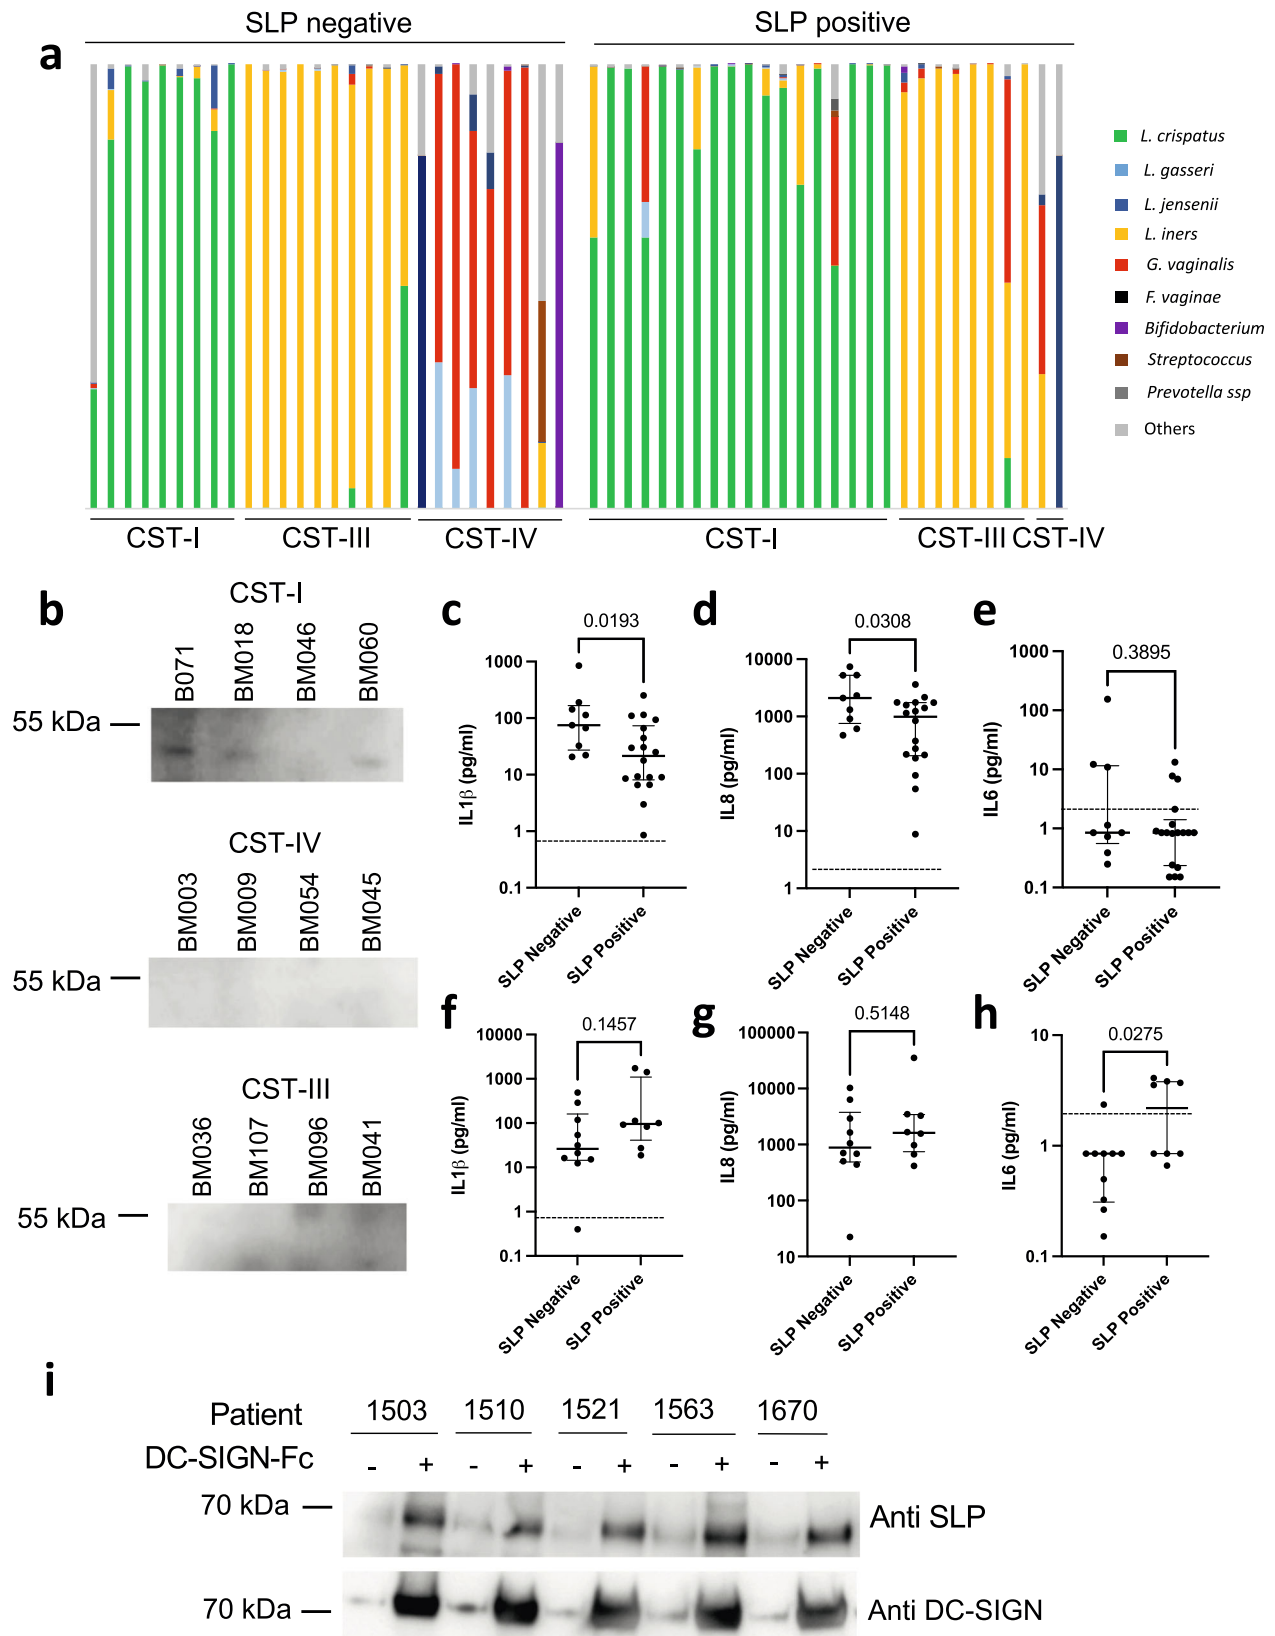 SLP negative
SLP positive
a
L. crispatus
L. gasseri
L. jensenii
L. iners
G. vaginalis
F. vaginae
Bifidobacterium
Streptococcus
Prevotella ssp
Others
CST-I
CST-III
CST-IV
CST-I
CST-III
CST-IV
b
CST-I
B071
BM018
BM046
BM060
55 kDa
CST-IV
BM003
BM009
BM054
BM045
55 kDa
CST-III
BM036
BM107
BM096
BM041
55 kDa
c
0.0193
1000
100
10
1
0.1
IL1β (pg/ml)
SLP Negative
SLP Positive
d
0.0308
10000
1000
100
10
1
IL8 (pg/ml)
SLP Negative
SLP Positive
e
0.3895
1000
100
10
1
0.1
IL6 (pg/ml)
SLP Negative
SLP Positive
f
0.1457
10000
1000
100
10
1
0.1
IL1β (pg/ml)
SLP Negative
SLP Positive
g
0.5148
100000
10000
1000
100
10
IL8 (pg/ml)
SLP Negative
SLP Positive
h
0.0275
10
1
0.1
IL6 (pg/ml)
SLP Negative
SLP Positive
i
Patient 1503 1510 1521 1563 1670
DC-SIGN-Fc - + - + - + - + - +
70 kDa
Anti SLP
70 kDa
Anti DC-SIGN